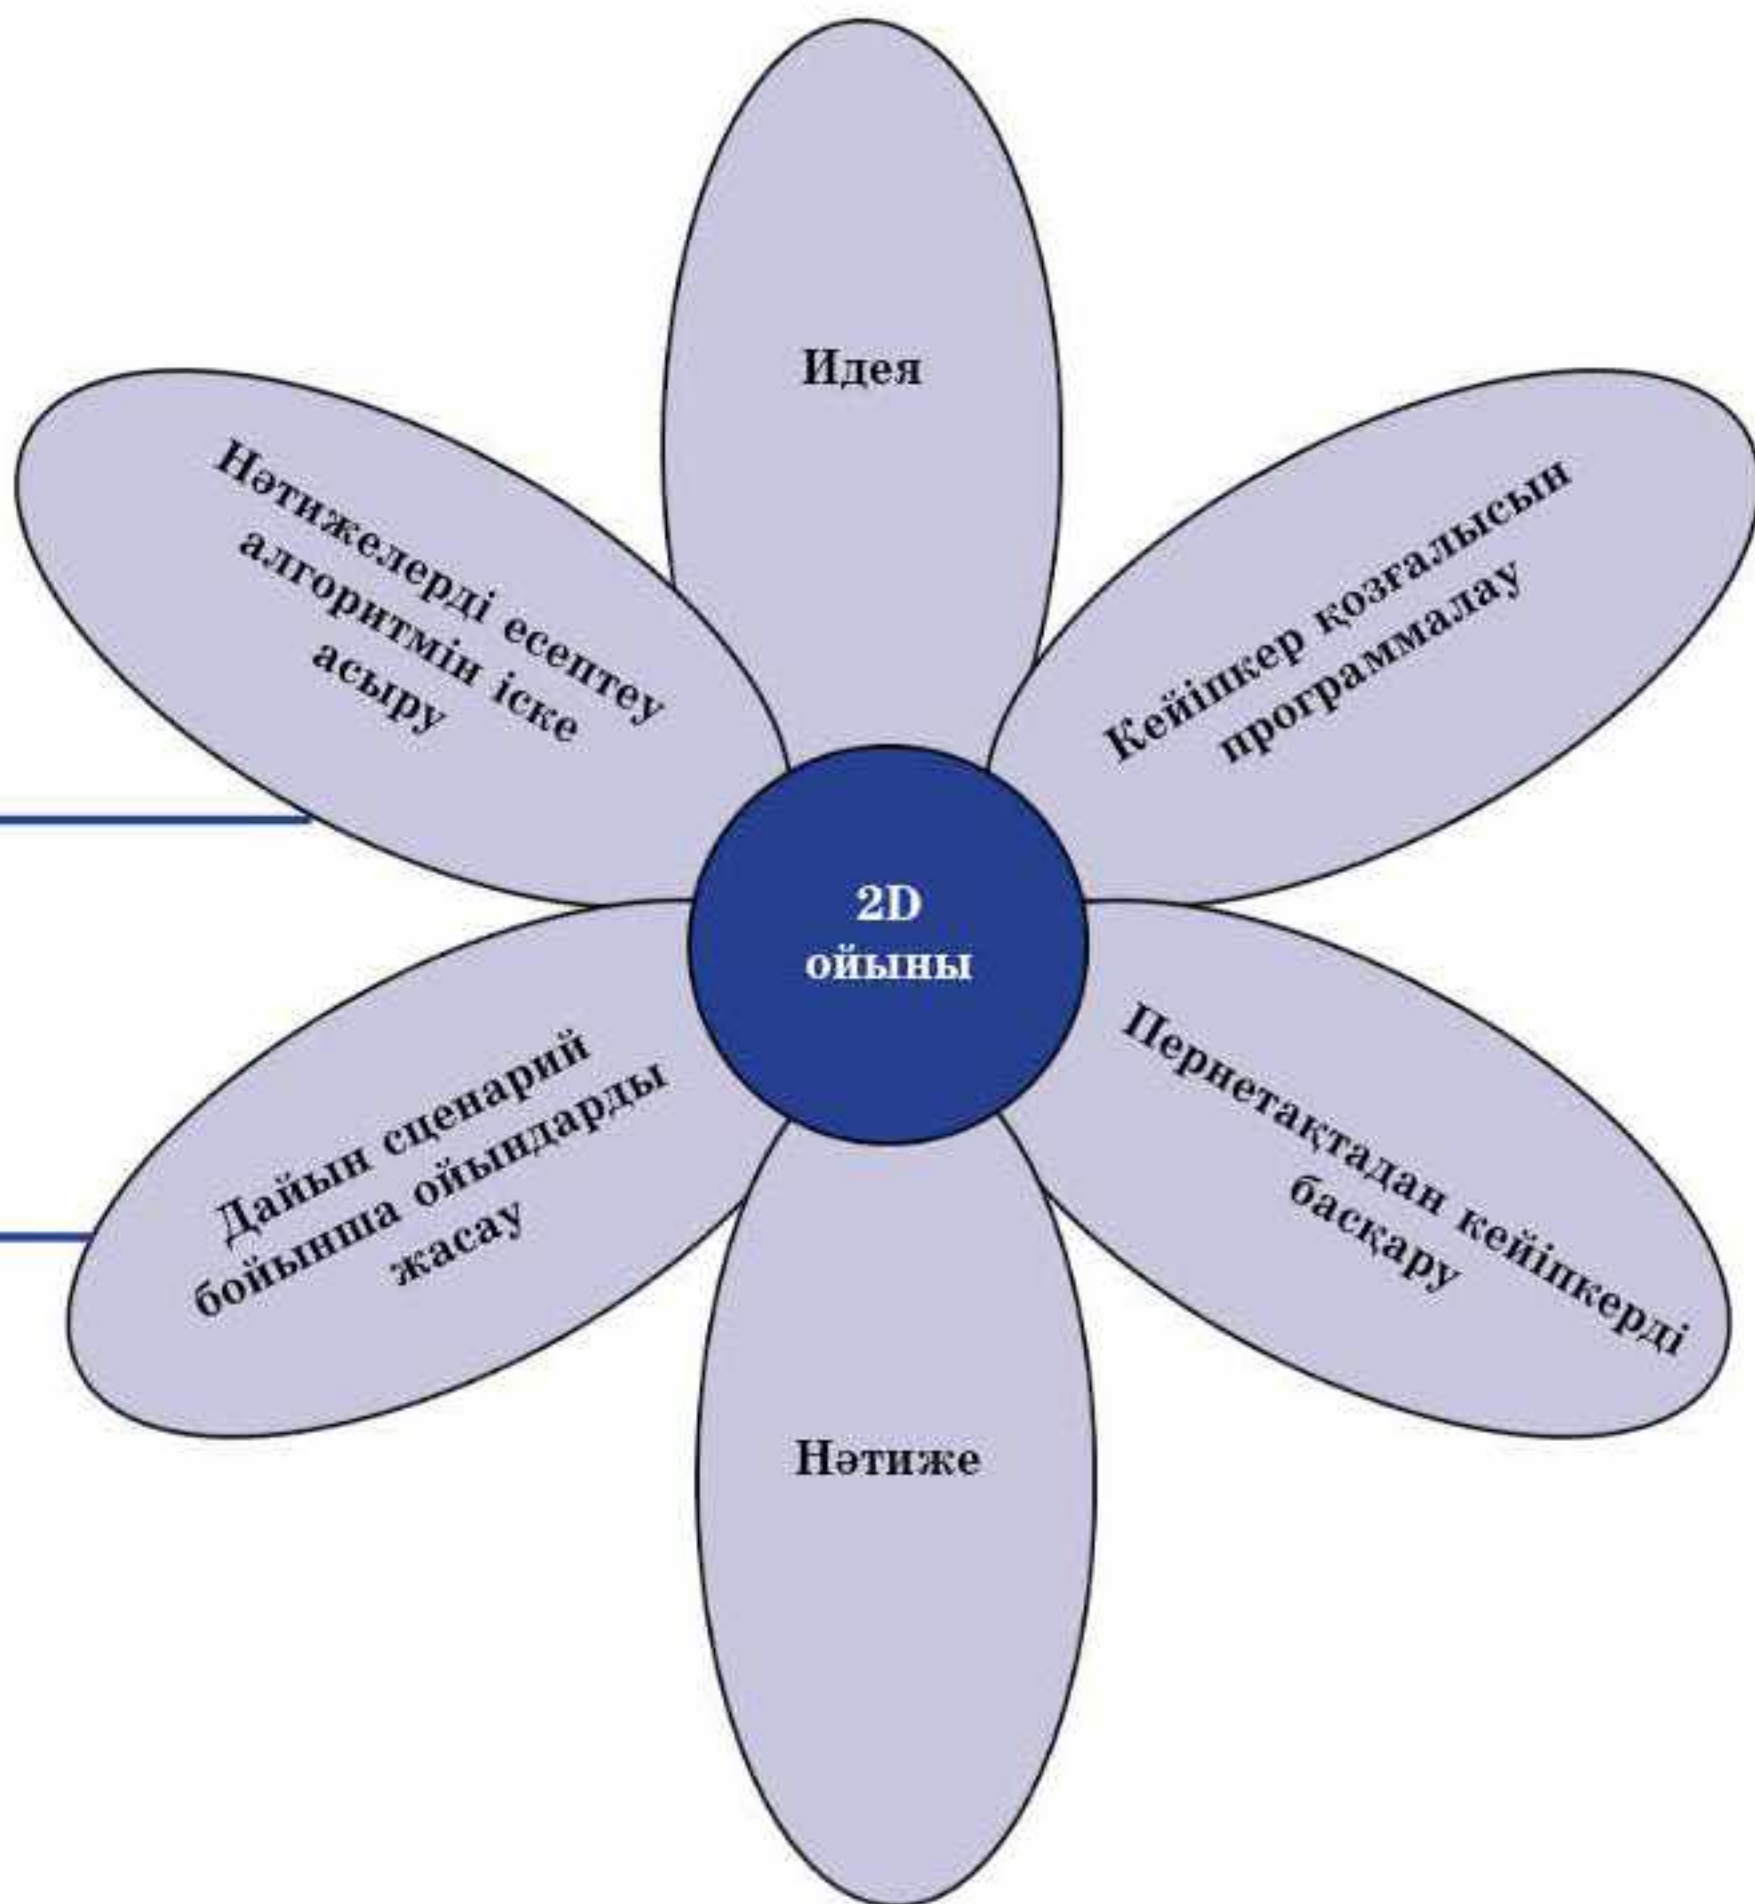 Идея
Нәтижелерді есептеу
алгоритмін іске
асыру
Кейіпкер қозғалысын
программалау
2D
ойыны
Дайын сценарий
бойынша ойындарды
жасау
Пернетақтадан кейіпкерді
басқару
Нәтиже